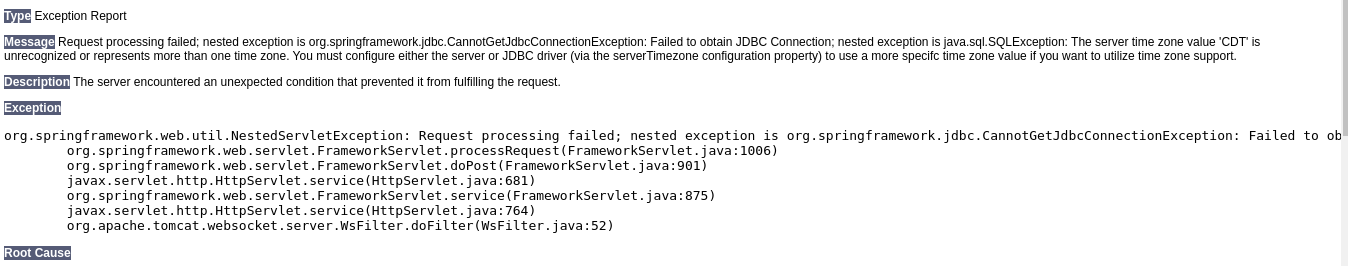 Type Exception Report
Message Request processing failed; nested exception is org.springframework.jdbc.CannotGetJdbcConnectionException: Failed to obtain JDBC Connection; nested exception is java.sql.SQLException: The server time zone value 'CDT' is
unrecognized or represents more than one time zone. You must configure either the server or JDBC driver (via the serverTimezone configuration property) to use a more specifc time zone value if you want to utilize time zone support.
Description The server encountered an unexpected condition that prevented it from fulfilling the request.
Exception
org.springframework.web.util.NestedServletException: Request processing failed; nested exception is org.springframework.jdbc.CannotGetJdbcConnectionException: Failed to ob
org.springframework.web.servlet.FrameworkServlet.processRequest(FrameworkServlet.java:1006)
org.springframework.web.servlet.FrameworkServlet.doPost(FrameworkServlet.java:901)
javax.servlet.http.HttpServlet.service(HttpServlet.java:681)
org.springframework.web.servlet.FrameworkServlet.service(FrameworkServlet.java:875)
javax.servlet.http.HttpServlet.service(HttpServlet.java:764)
org.apache.tomcat.websocket.server.WsFilter.doFilter(WsFilter.java:52)
Root Cause